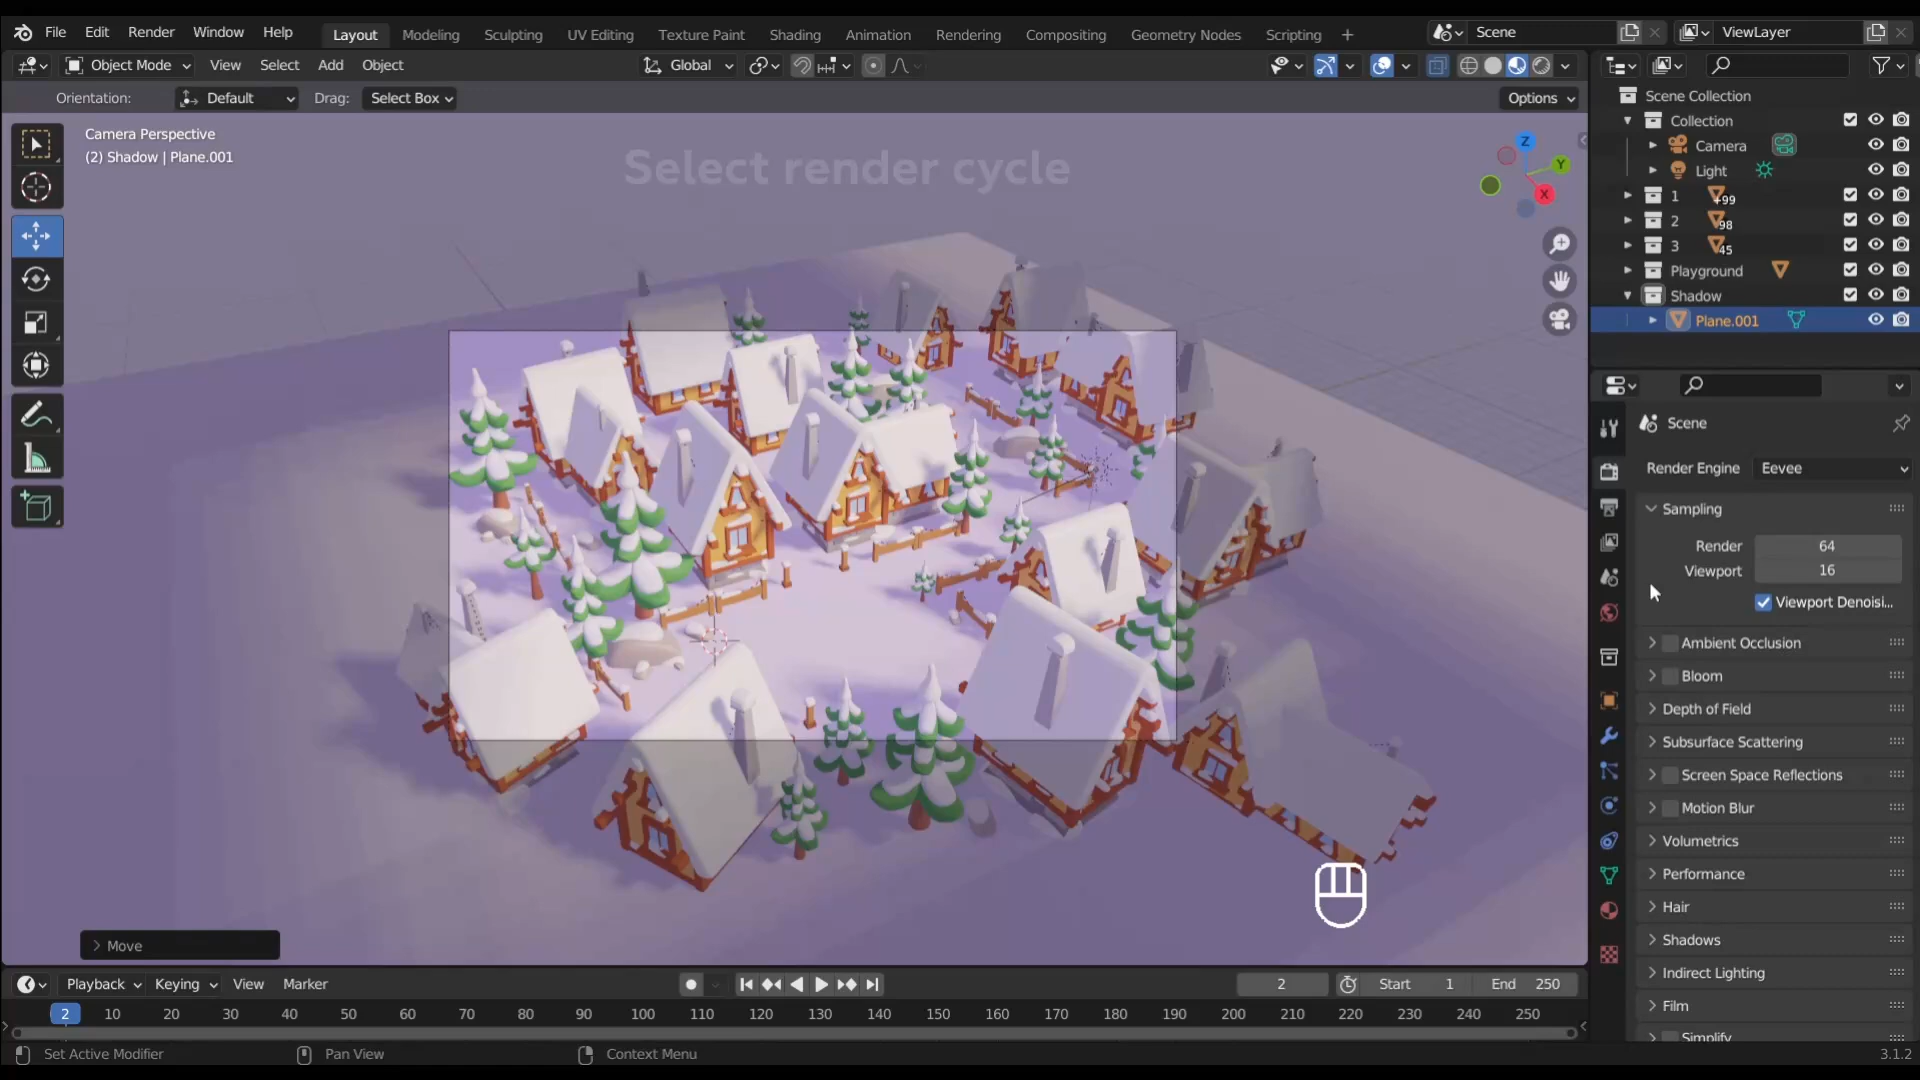 File Edit Render Window Help Layout Modeling Sculpting UV Editing Texture Paint Shading Animation Rendering Compositing Geometry Nodes Scripting + Scene ViewLayer
Object Mode View Select Add Object Global
Orientation: Default Drag: Select Box Options
Camera Perspective
(2) Shadow | Plane.001
Select render cycle
Z
Y
X
Scene Collection
Collection
Camera
Light
1 +99
2 98
3 45
Playground
Shadow
Plane.001
Scene
Render Engine Eevee
Sampling
Render 64
Viewport 16
Viewport Denoisi...
Ambient Occlusion
Bloom
Depth of Field
Subsurface Scattering
Screen Space Reflections
Motion Blur
Volumetrics
Performance
Hair
Shadows
Indirect Lighting
Film
Simplify
Move
Playback Keying View Marker 2 Start 1 End 250
2 10 20 30 40 50 60 70 80 90 100 110 120 130 140 150 160 170 180 190 200 210 220 230 240 250
Set Active Modifier Pan View Context Menu 3.1.2